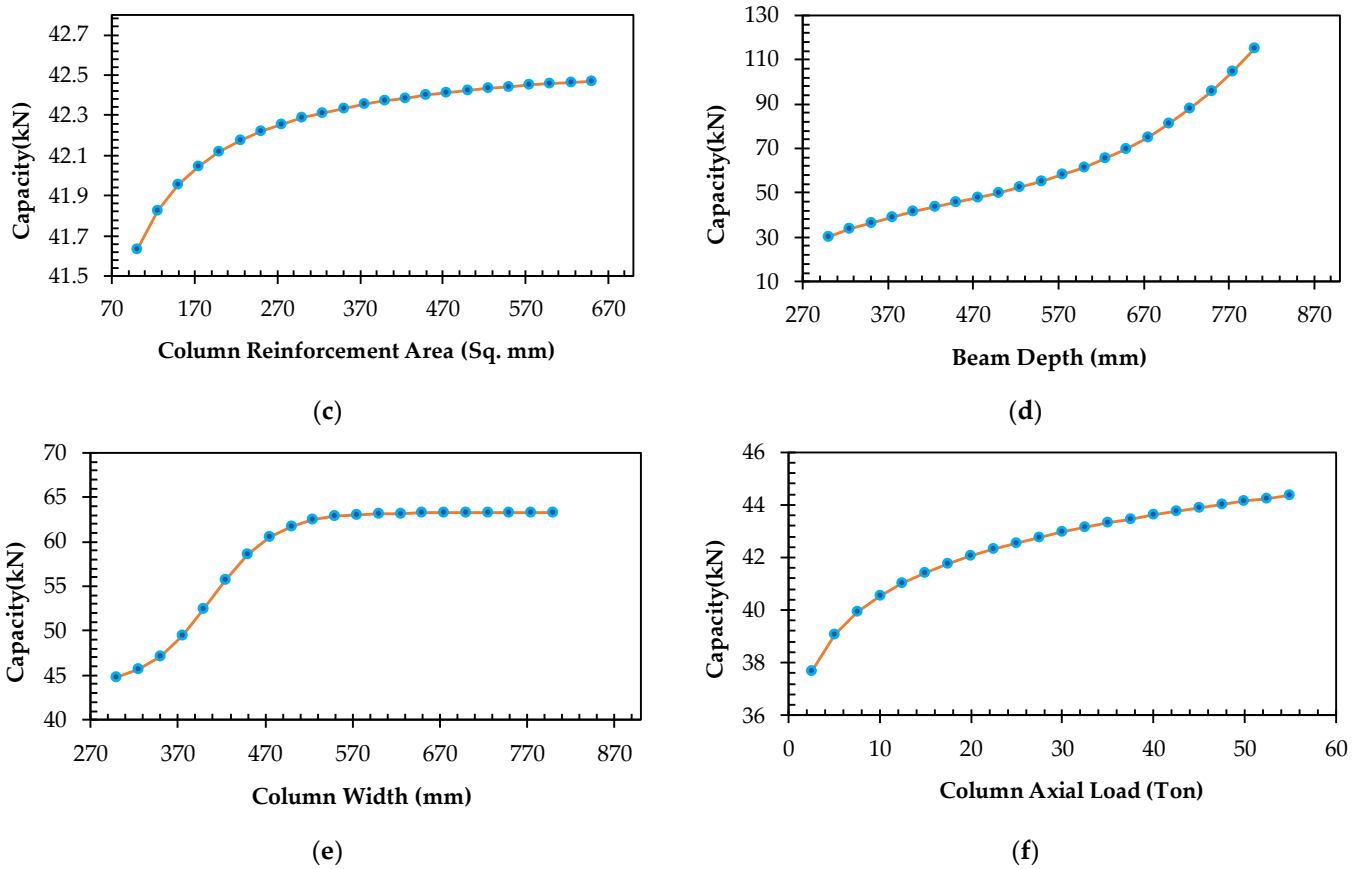 Capacity(kN)
42.7
42.5
42.3
42.1
41.9
41.7
41.5
70 170 270 370 470 570 670
Column Reinforcement Area (Sq. mm)
(c)
Capacity(kN)
130
110
90
70
50
30
10
270 370 470 570 670 770 870
Beam Depth (mm)
(d)
Capacity(kN)
70
65
60
55
50
45
40
270 370 470 570 670 770 870
Column Width (mm)
(e)
Capacity(kN)
46
44
42
40
38
36
0 10 20 30 40 50 60
Column Axial Load (Ton)
(f)